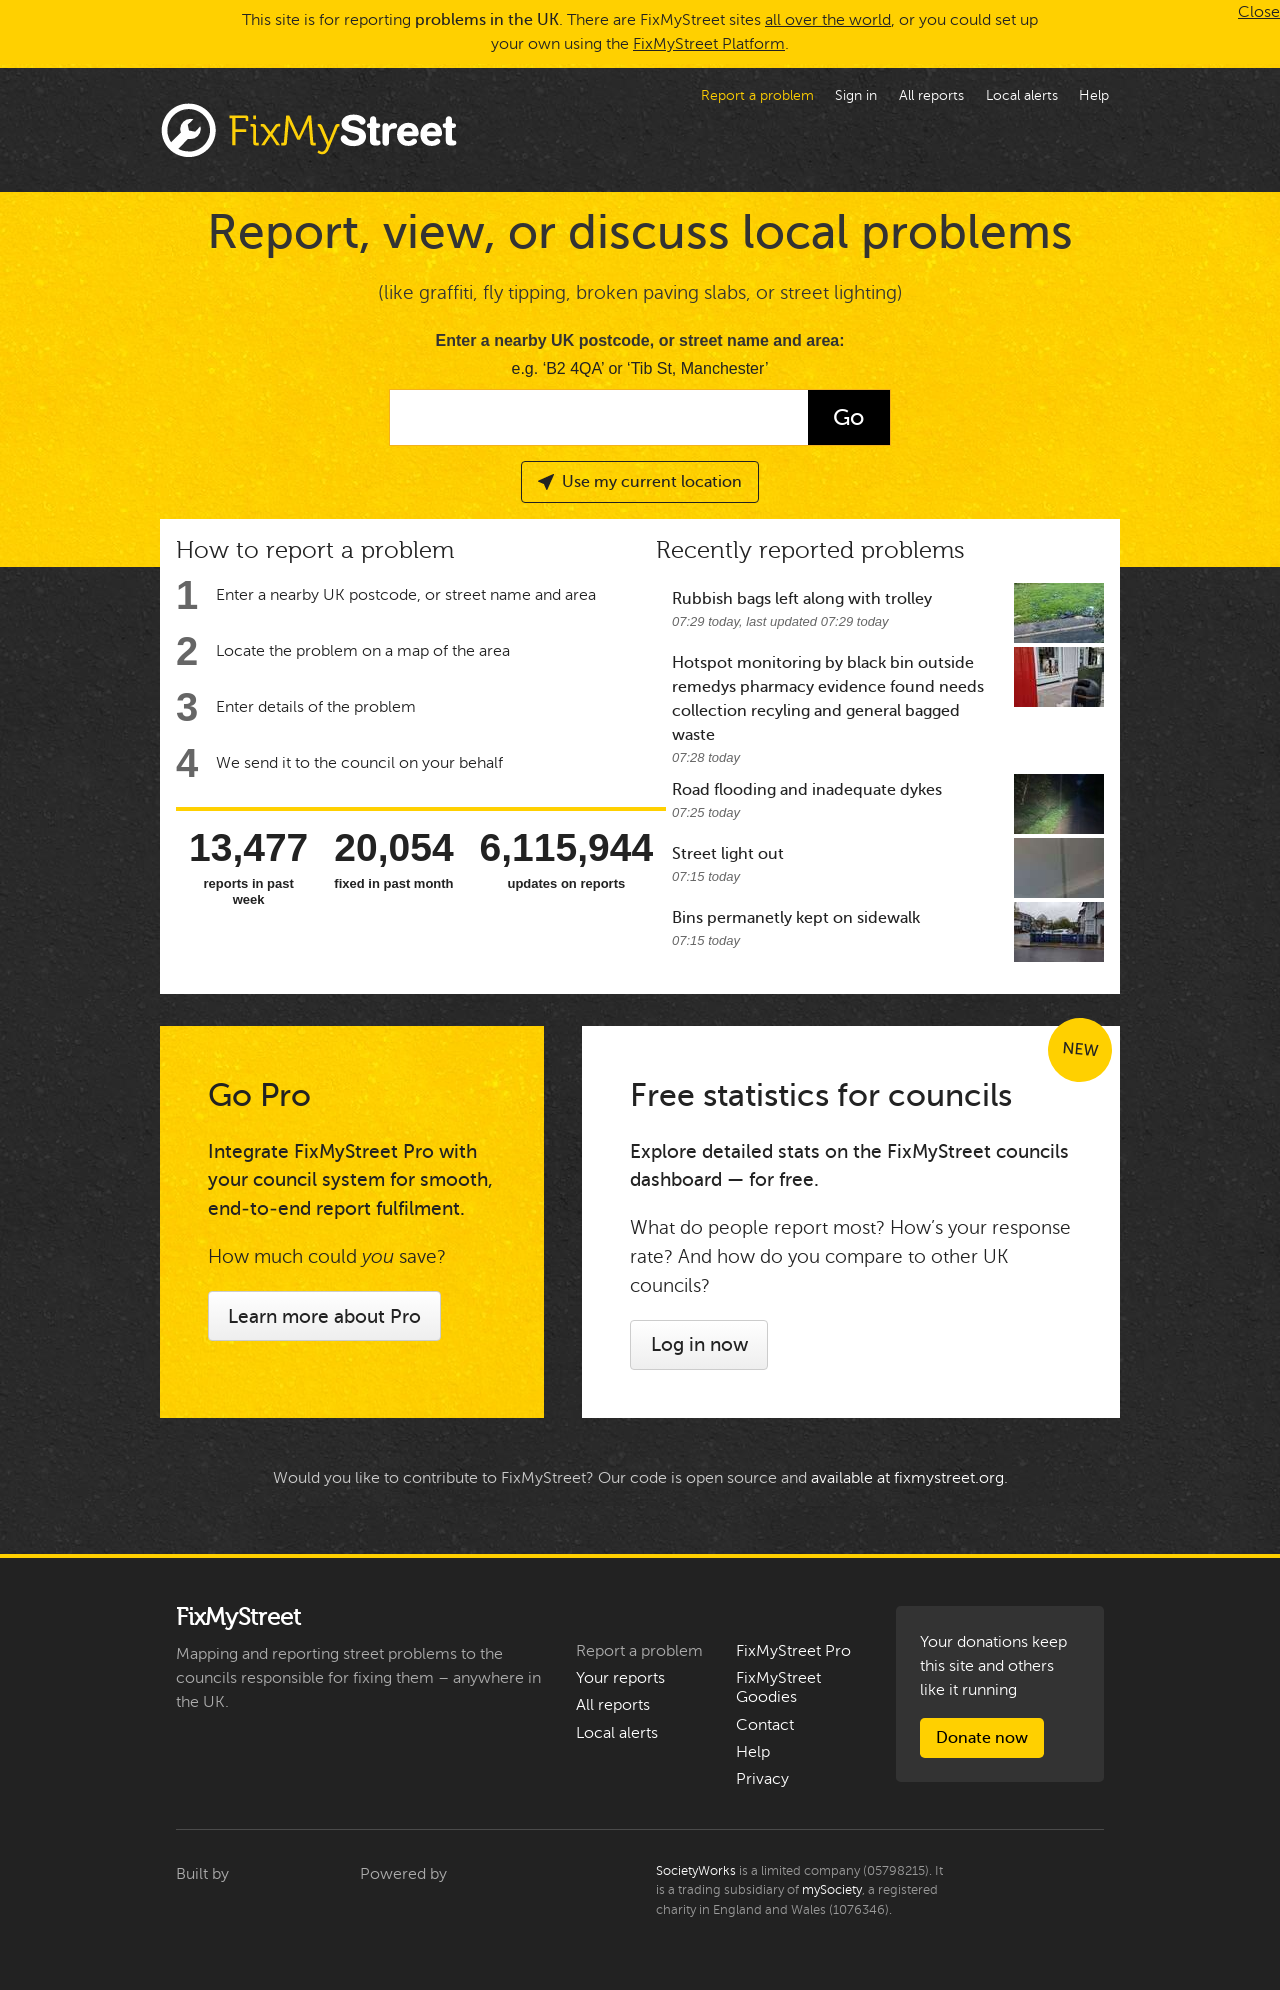 This site is for reporting problems in the UK. There are FixMyStreet sites all over the world, or you could set up
your own using the FixMyStreet Platform.
Close
Report a problem
Sign in
All reports
Local alerts
Help
FixMyStreet
Report, view, or discuss local problems
(like graffiti, fly tipping, broken paving slabs, or street lighting)
Enter a nearby UK postcode, or street name and area:
e.g. ‘B2 4QA’ or ‘Tib St, Manchester’
Go
Use my current location
How to report a problem
1 Enter a nearby UK postcode, or street name and area
2 Locate the problem on a map of the area
3 Enter details of the problem
4 We send it to the council on your behalf
13,477
reports in past
week
20,054
fixed in past month
6,115,944
updates on reports
Recently reported problems
Rubbish bags left along with trolley
07:29 today, last updated 07:29 today
Hotspot monitoring by black bin outside
remedys pharmacy evidence found needs
collection recyling and general bagged
waste
07:28 today
Road flooding and inadequate dykes
07:25 today
Street light out
07:15 today
Bins permanetly kept on sidewalk
07:15 today
Go Pro
Integrate FixMyStreet Pro with
your council system for smooth,
end-to-end report fulfilment.
How much could you save?
Learn more about Pro
NEW
Free statistics for councils
Explore detailed stats on the FixMyStreet councils
dashboard — for free.
What do people report most? How’s your response
rate? And how do you compare to other UK
councils?
Log in now
Would you like to contribute to FixMyStreet? Our code is open source and available at fixmystreet.org.
FixMyStreet
Mapping and reporting street problems to the
councils responsible for fixing them – anywhere in
the UK.
Report a problem
Your reports
All reports
Local alerts
FixMyStreet Pro
FixMyStreet
Goodies
Contact
Help
Privacy
Your donations keep
this site and others
like it running
Donate now
Built by
Powered by
SocietyWorks is a limited company (05798215). It
is a trading subsidiary of mySociety, a registered
charity in England and Wales (1076346).